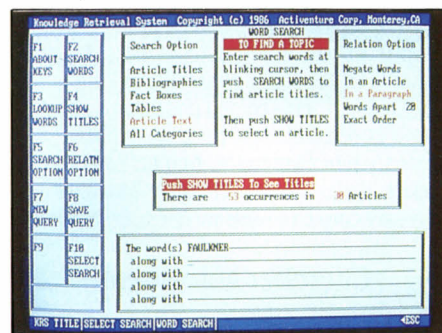 Knowledge Retrieval System Copyright (c) 1986 Activenture Corp, Monterey,CA
WORD SEARCH
F1
ABOUT
KEYS
F2
SEARCH
WORDS
F3
LOOKUP
WORDS
F4
SHOW
TITLES
F5
SEARCH
OPTION
F6
RELATN
OPTION
F7
NEW
QUERY
F8
SAVE
QUERY
F9
F10
SELECT
SEARCH
Search Option
Article Titles
Bibliographies
Fact Boxes
Tables
Article Text
All Categories
TO FIND A TOPIC
Enter search words at
blinking cursor, then
push SEARCH WORDS to
find article titles.
Then push SHOW TITLES
to select an article.
Relation Option
Negate Words
In an Article
In a Paragraph
Words Apart 20
Exact Order
Push SHOW TITLES To See Titles
There are 53 occurrences in 30 Articles
The word(s) FAULKNER
along with
along with
along with
along with
KRS TITLE|SELECT SEARCH|WORD SEARCH| ◄ESC